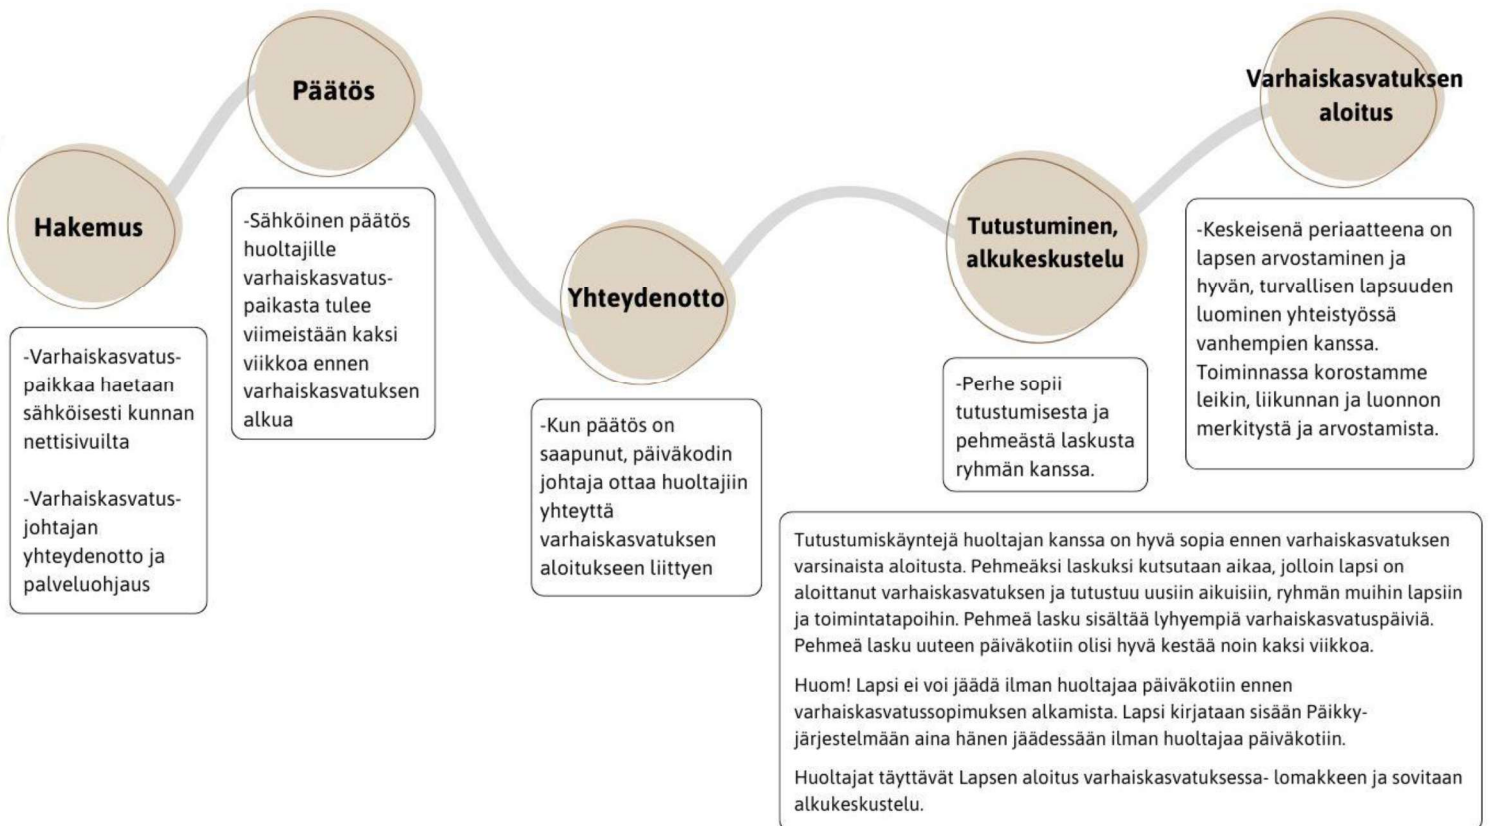 Hakemus
-Varhaiskasvatus-
paikkaa haetaan
sähköisesti kunnan
nettisivuilta
-Varhaiskasvatus-
johtajan
yhteydenotto ja
palveluohjaus
Päätös
-Sähköinen päätös
huoltajille
varhaiskasvatus-
paikasta tulee
viimeistään kaksi
viikkoa ennen
varhaiskasvatuksen
alkua
Yhteydenotto
-Kun päätös on
saapunut, päiväkodin
johtaja ottaa huoltajiin
yhteyttä
varhaiskasvatuksen
aloitukseen liittyen
Tutustuminen,
alkukeskustelu
-Perhe sopii
tutustumisesta ja
pehmeästä laskusta
ryhmän kanssa.
Varhaiskasvatuksen
aloitus
-Keskeisenä periaatteena on
lapsen arvostaminen ja
hyvän, turvallisen lapsuuden
luominen yhteistyössä
vanhempien kanssa.
Toiminnassa korostamme
leikin, liikunnan ja luonnon
merkitystä ja arvostamista.
Tutustumiskäyntejä huoltajan kanssa on hyvä sopia ennen varhaiskasvatuksen
varsinaista aloitusta. Pehmeäksi laskuksi kutsutaan aikaa, jolloin lapsi on
aloittanut varhaiskasvatuksen ja tutustuu uusiin aikuisiin, ryhmän muihin lapsiin
ja toimintatapoihin. Pehmeä lasku sisältää lyhyempiä varhaiskasvatuspäiviä.
Pehmeä lasku uuteen päiväkotiin olisi hyvä kestää noin kaksi viikkoa.
Huom! Lapsi ei voi jäädä ilman huoltajaa päiväkotiin ennen
varhaiskasvatussopimuksen alkamista. Lapsi kirjataan sisään Päikky-
järjestelmään aina hänen jäädessään ilman huoltajaa päiväkotiin.
Huoltajat täyttävät Lapsen aloitus varhaiskasvatuksessa- lomakkeen ja sovitaan
alkukeskustelu.